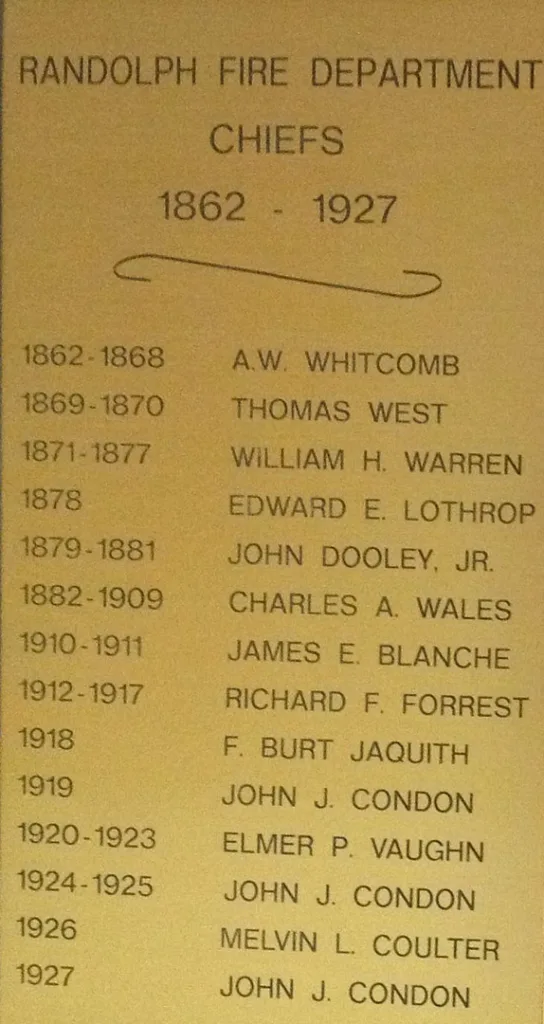 RANDOLPH FIRE DEPARTMENT
CHIEFS
1862 - 1927
1862-1868 A.W. WHITCOMB
1869-1870 THOMAS WEST
1871-1877 WILLIAM H. WARREN
1878 EDWARD E. LOTHROP
1879-1881 JOHN DOOLEY, JR.
1882-1909 CHARLES A. WALES
1910-1911 JAMES E. BLANCHE
1912-1917 RICHARD F. FORREST
1918 F. BURT JAQUITH
1919 JOHN J. CONDON
1920-1923 ELMER P. VAUGHN
1924-1925 JOHN J. CONDON
1926 MELVIN L. COULTER
1927 JOHN J. CONDON